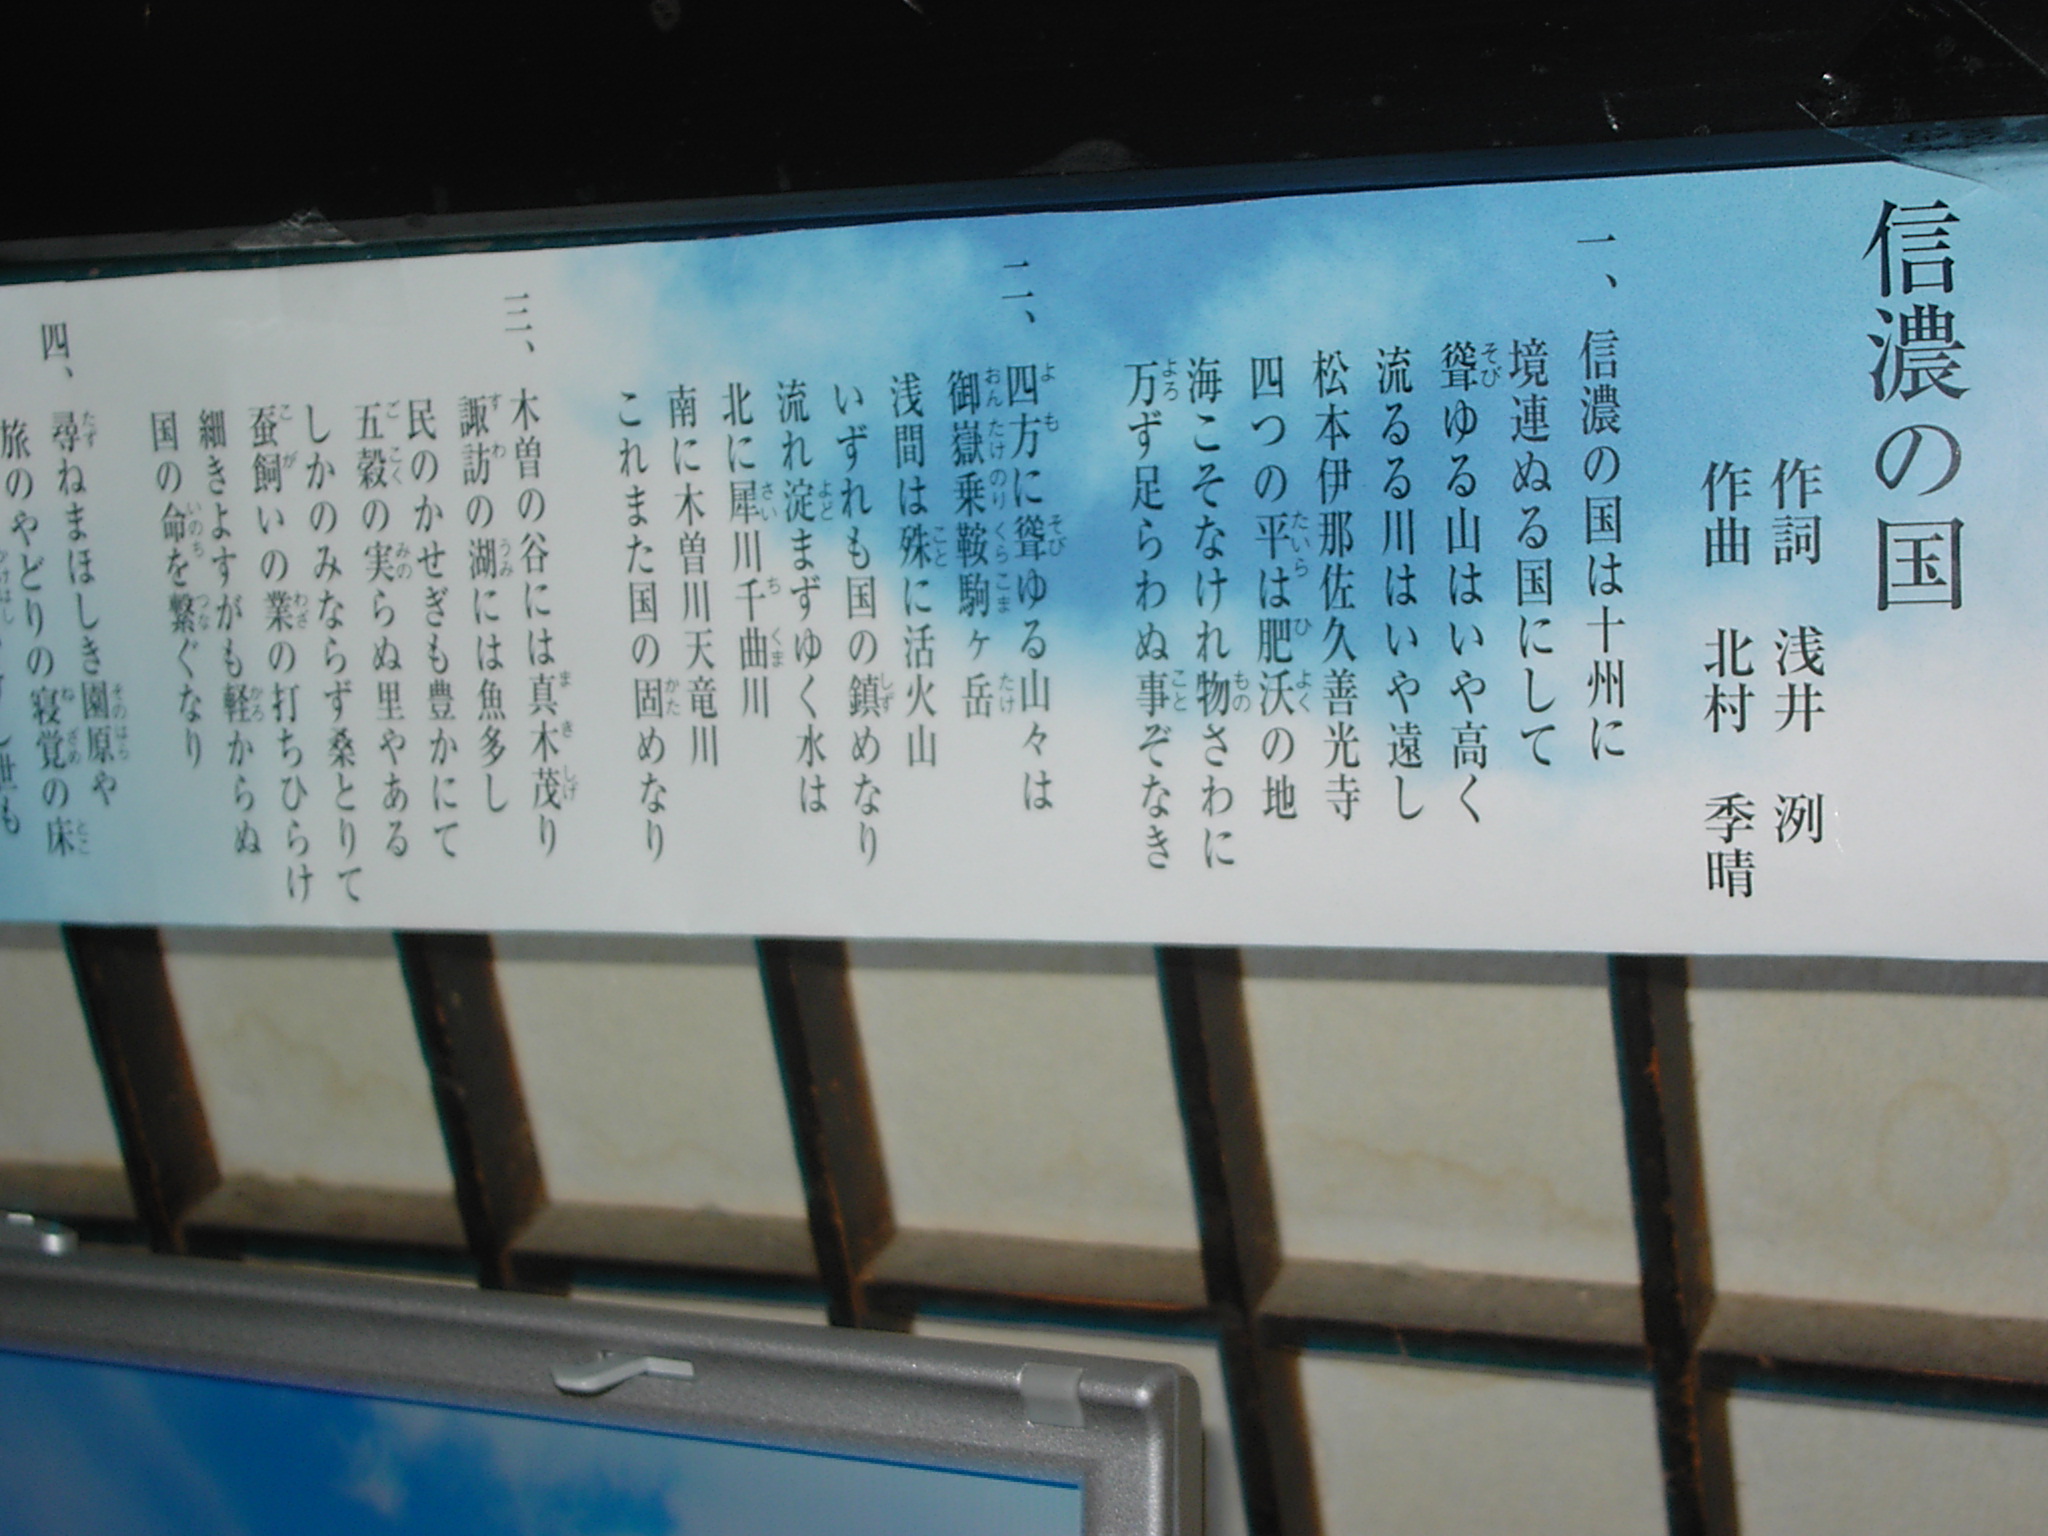 信濃の国
作詞 浅井 洌
作曲 北村 季晴
一、信濃の国は十州に
境連ぬる国にして
聳ゆる山はいや高く
流るる川はいや遠し
松本伊那佐久善光寺
四つの平は肥沃の地
海こそなけれ物さわに
万ず足らわぬ事ぞなき
二、四方に聳ゆる山々は
御嶽乗鞍駒ヶ岳
浅間は殊に活火山
いずれも国の鎮めなり
流れ淀まずゆく水は
北に犀川千曲川
南に木曽川天竜川
これまた国の固めなり
三、木曽の谷には真木茂り
諏訪の湖には魚多し
民のかせぎも豊かにて
五穀の実らぬ里やある
しかのみならず桑とりて
蚕飼いの業の打ちひらけ
細きよすがも軽からぬ
国の命を繋ぐなり
四、尋ねまほしき園原や
旅のやどりの寝覚の床